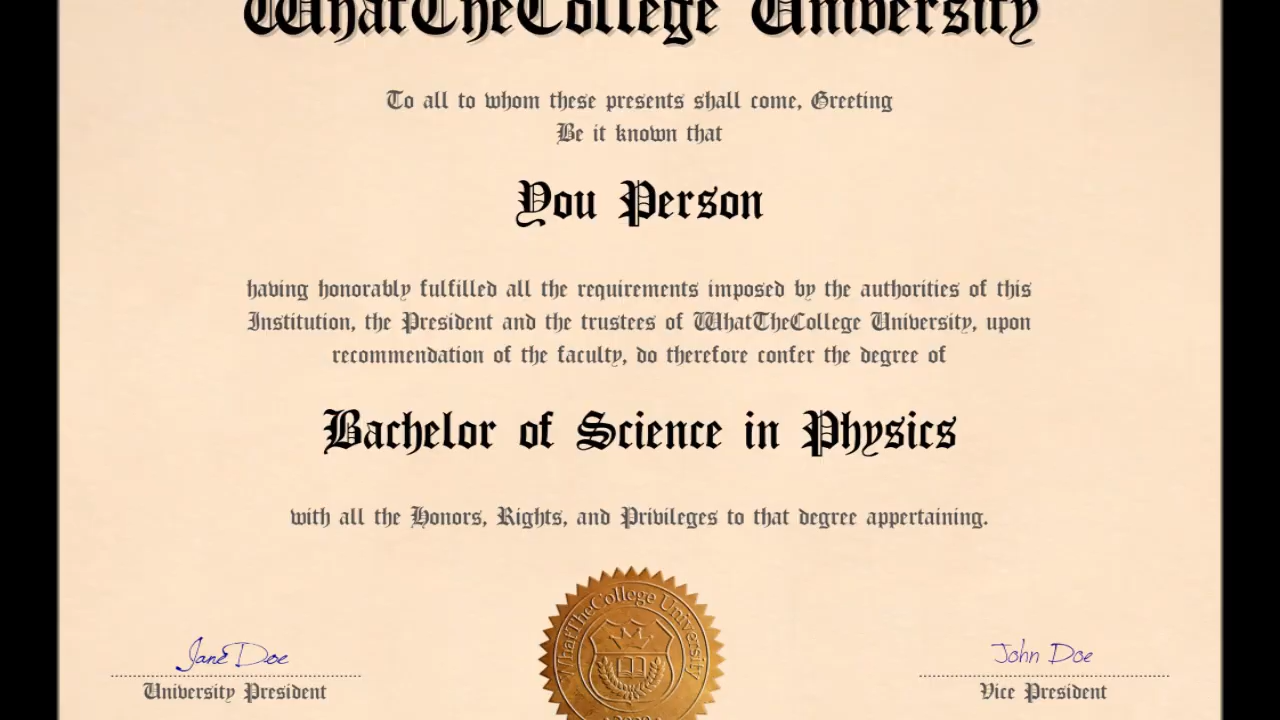 WhatTheCollege University
To all to whom these presents shall come, Greeting
Be it known that
You Person
having honorably fulfilled all the requirements imposed by the authorities of this
Institution, the President and the trustees of WhatTheCollege University, upon
recommendation of the faculty, do therefore confer the degree of
Bachelor of Science in Physics
with all the Honors, Rights, and Privileges to that degree appertaining.
WhatTheCollege University
Jane Doe
John Doe
University President
Vice President